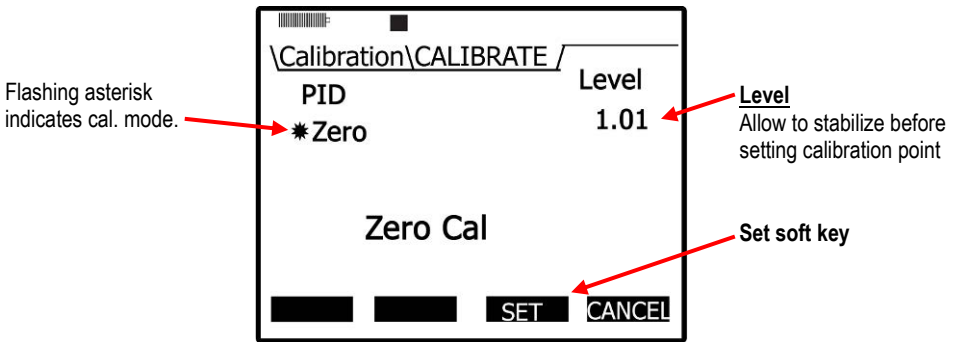 \Calibration\CALIBRATE /
PID
Level
Flashing asterisk
indicates cal. mode.
✷Zero
1.01
Level
Allow to stabilize before
setting calibration point
Zero Cal
Set soft key
SET
CANCEL